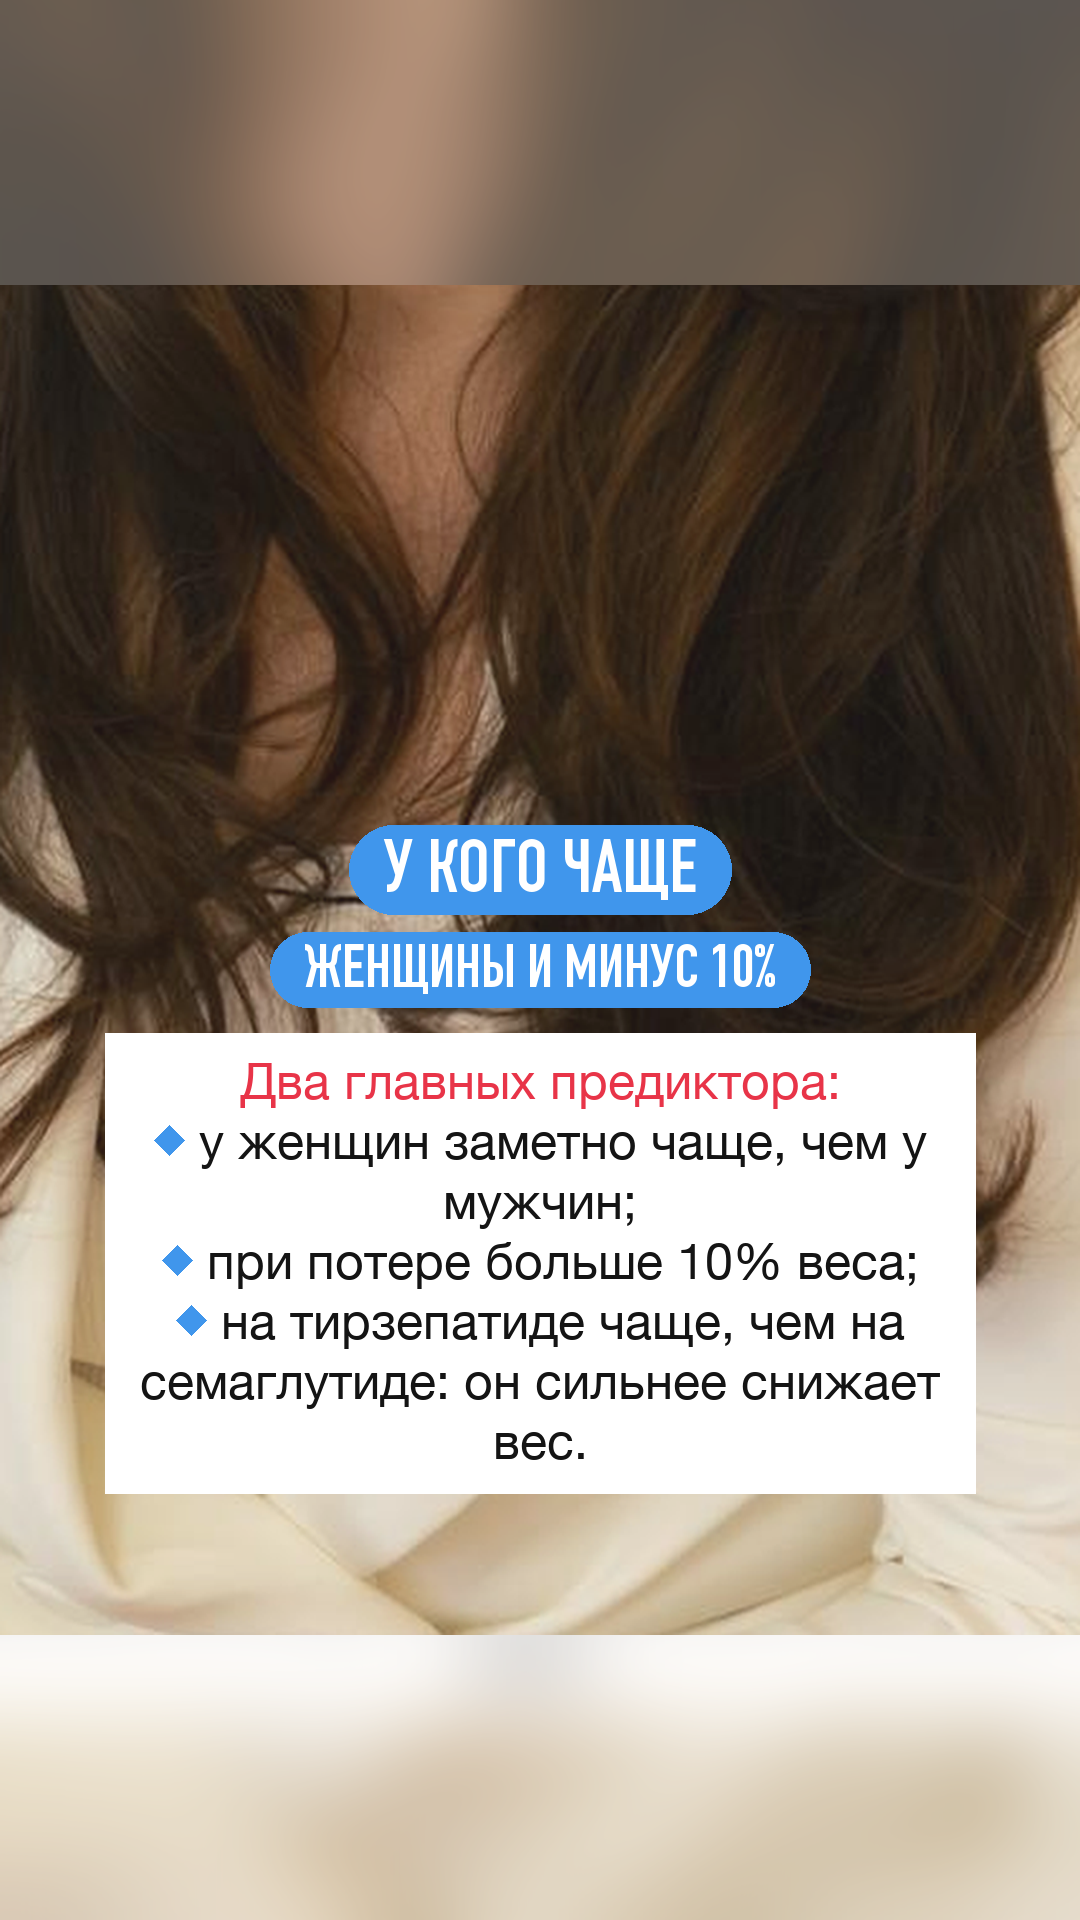 У КОГО ЧАЩЕ
ЖЕНЩИНЫ И МИНУС 10%
Два главных предиктора:
🔹у женщин заметно чаще, чем у
мужчин;
🔹при потере больше 10% веса;
🔹на тирзепатиде чаще, чем на
семаглутиде: он сильнее снижает
вес.